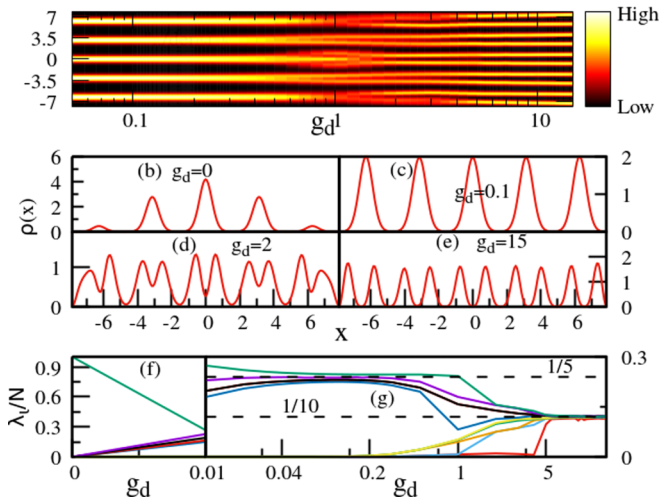 7
3.5
0
-3.5
-7
High
Low
0.1 g_d 1 10
6
4
2
0
ρ(x)
(b) g_d=0
(c) g_d=0.1
2
1
0
1
0
(d) g_d=2
(e) g_d=15
2
1
0
-6 -4 -2 0 2 4 6 x -6 -4 -2 0 2 4 6
0.9
0.6
0.3
0
λ_i/N
(f)
(g)
1/5
1/10
0.3
0
0 g_d 0.01 0.04 0.2 g_d 1 5